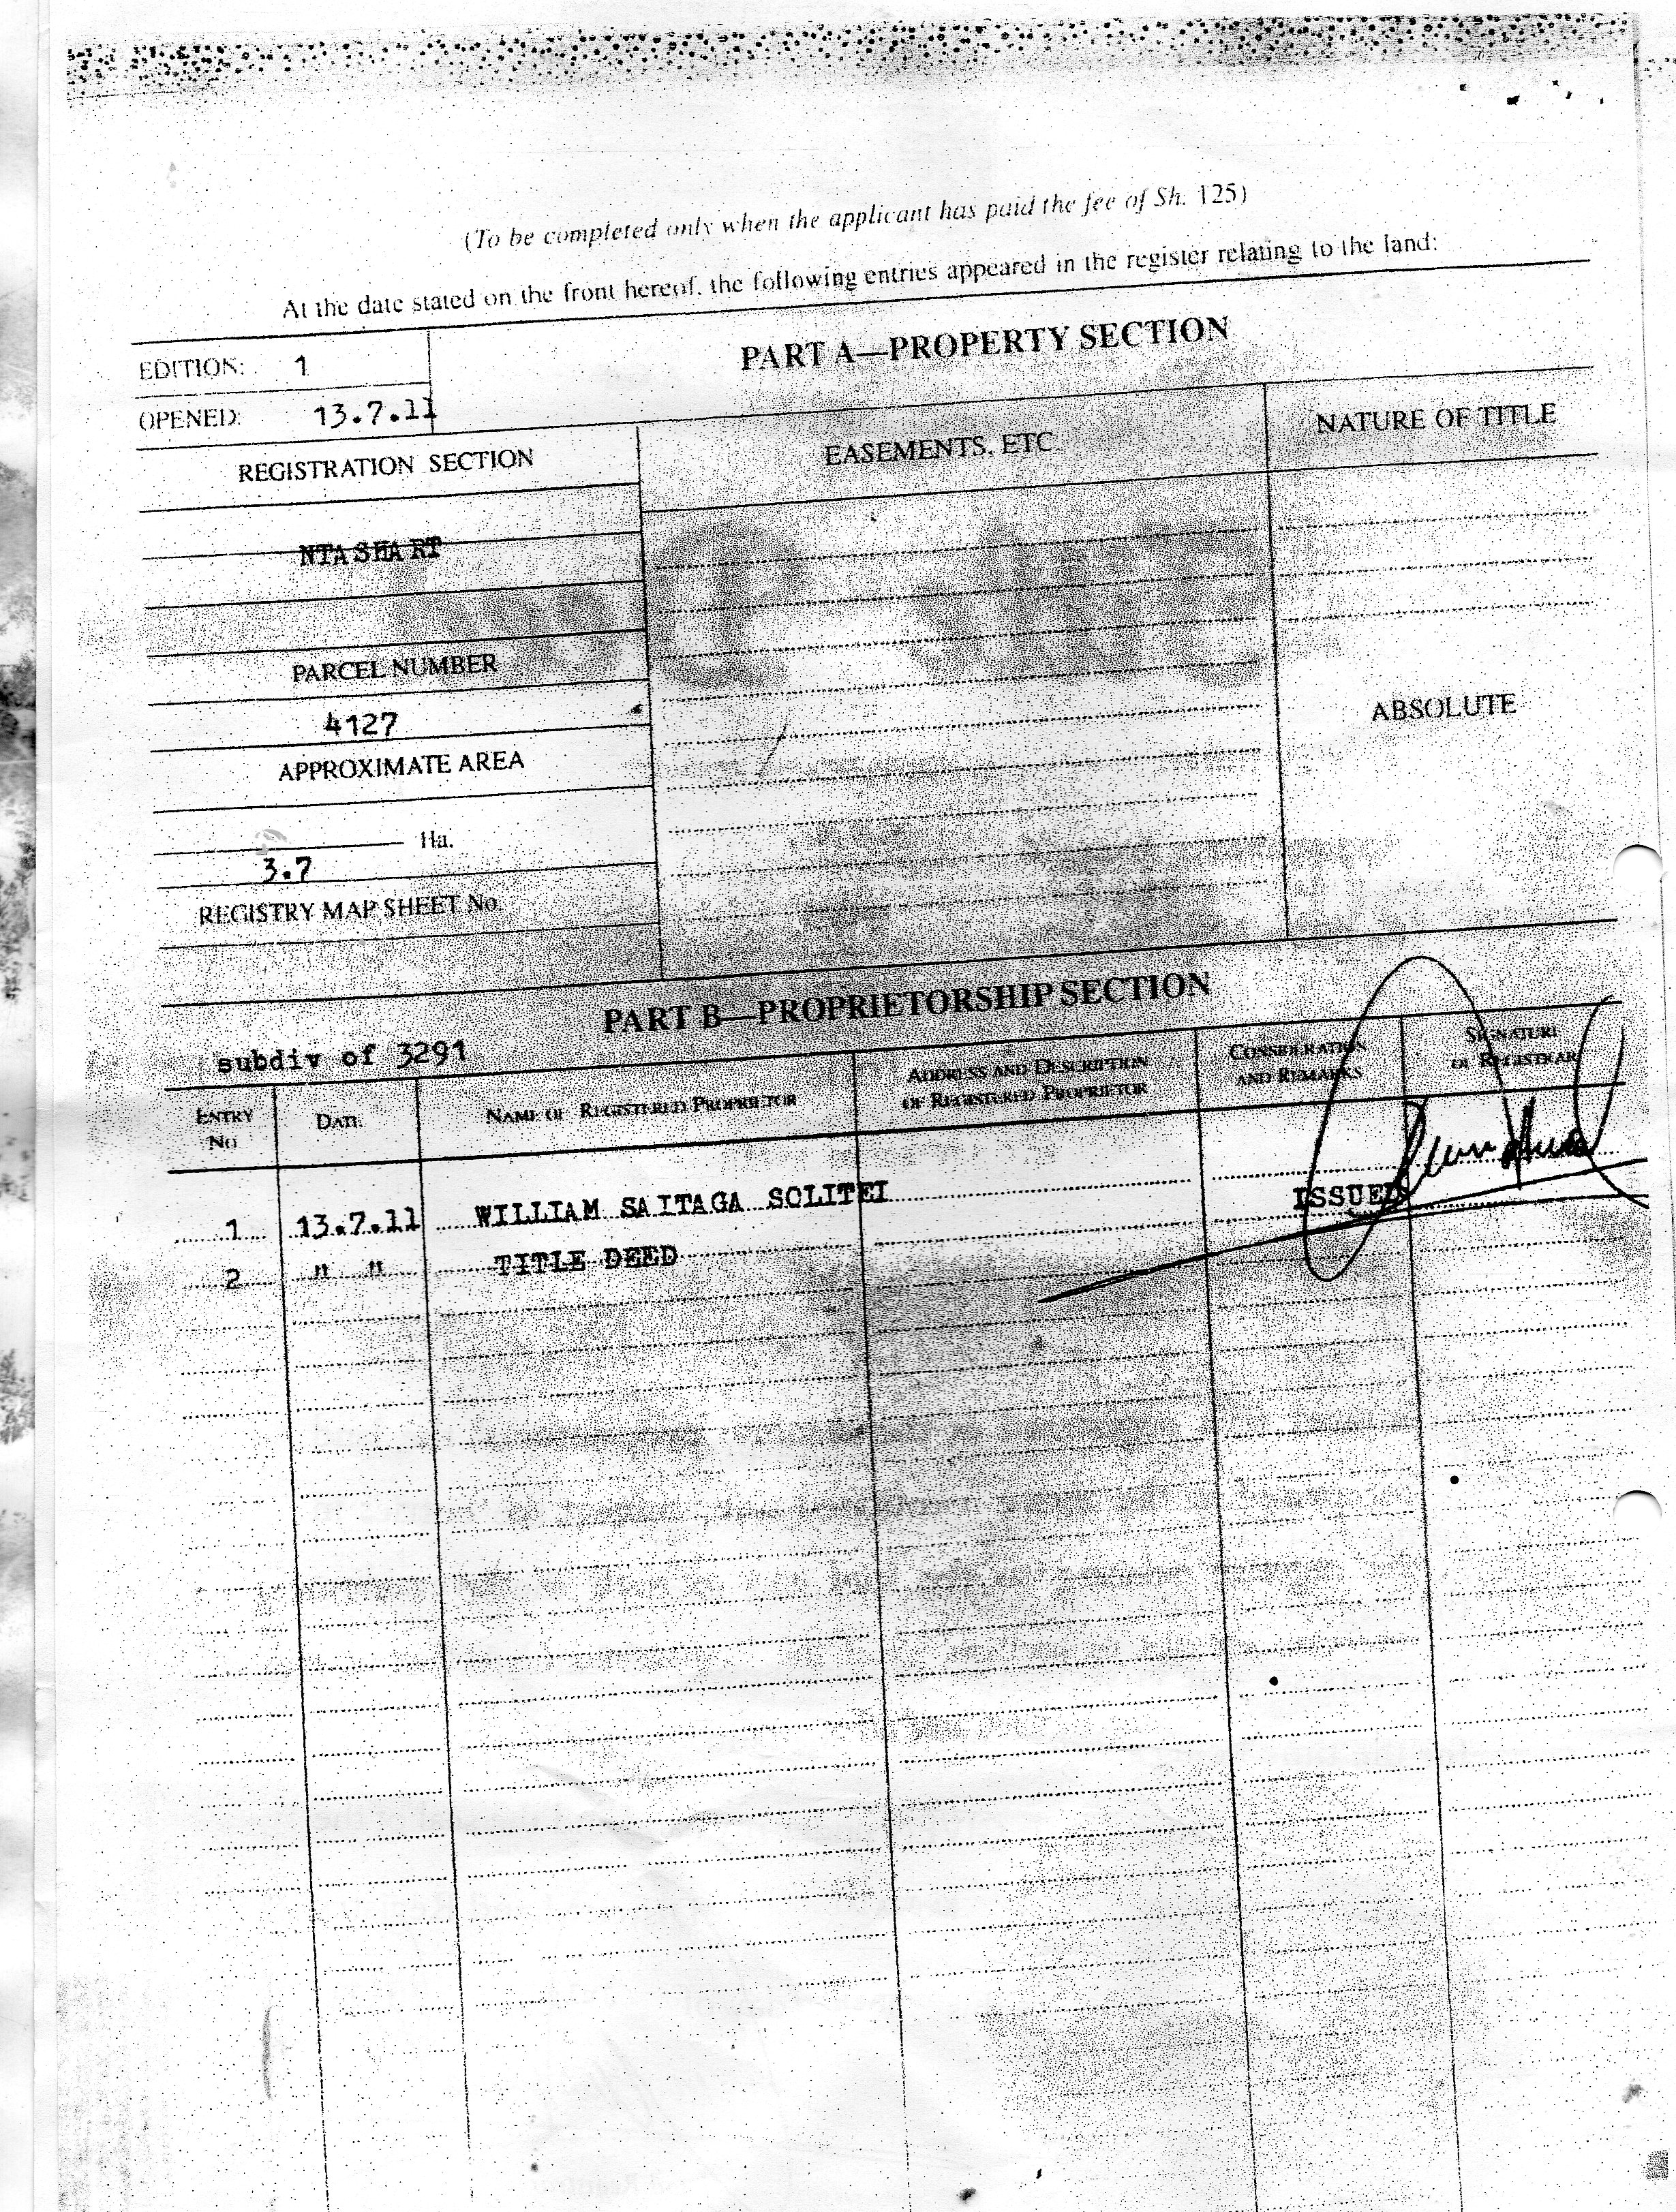 (To be completed only when the applicant has paid the fee of Sh. 125)
At the date stated on the front hereof, the following entries appeared in the register relating to the land:
EDITION: 1
OPENED: 13.7.11
PART A—PROPERTY SECTION
REGISTRATION SECTION
EASEMENTS, ETC.
NATURE OF TITLE
NTASHART
PARCEL NUMBER
4127
ABSOLUTE
APPROXIMATE AREA
Ha.
3.7
REGISTRY MAP SHEET No.
PART B—PROPRIETORSHIP SECTION
subdiv of 3291
ENTRY No
DATE
NAME OF REGISTERED PROPRIETOR
ADDRESS AND DESCRIPTION OF REGISTERED PROPRIETOR
CONSIDERATION AND REMARKS
SIGNATURE OF REGISTRAR
1 13.7.11 WILLIAM SAITAGA SOLITEI
2 " " TITLE DEED ISSUED